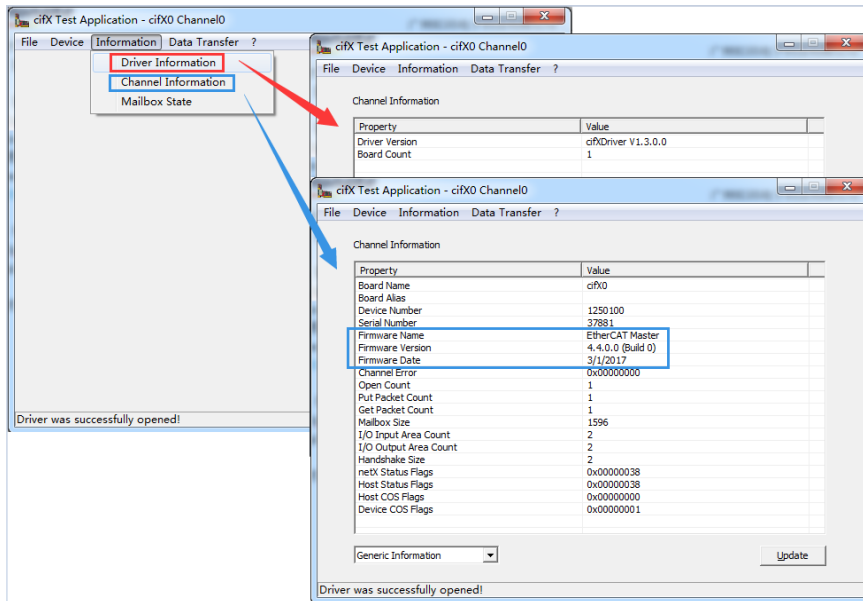 cifX Test Application - cifX0 Channel0
File Device Information Data Transfer ?
Driver Information
Channel Information
Mailbox State
Driver was successfully opened!
cifX Test Application - cifX0 Channel0
File Device Information Data Transfer ?
Channel Information
Property Value
Driver Version cifXDriver V1.3.0.0
Board Count 1
cifX Test Application - cifX0 Channel0
File Device Information Data Transfer ?
Channel Information
Property Value
Board Name cifX0
Board Alias
Device Number 1250100
Serial Number 37881
Firmware Name EtherCAT Master
Firmware Version 4.4.0.0 (Build 0)
Firmware Date 3/1/2017
Channel Error 0x00000000
Open Count 1
Put Packet Count 1
Get Packet Count 1
Mailbox Size 1596
I/O Input Area Count 2
I/O Output Area Count 2
Handshake Size 2
netX Status Flags 0x00000038
Host Status Flags 0x00000038
Host COS Flags 0x00000000
Device COS Flags 0x00000001
Generic Information Update
Driver was successfully opened!